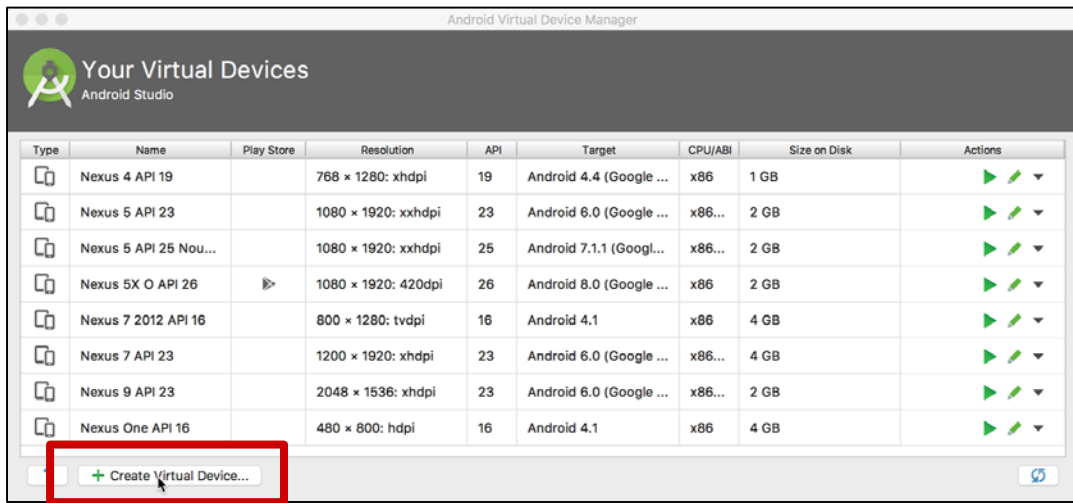 Android Virtual Device Manager
Your Virtual Devices
Android Studio
Type Name Play Store Resolution API Target CPU/ABI Size on Disk Actions
Nexus 4 API 19 768 × 1280: xhdpi 19 Android 4.4 (Google ... x86 1 GB
Nexus 5 API 23 1080 × 1920: xxhdpi 23 Android 6.0 (Google ... x86... 2 GB
Nexus 5 API 25 Nou... 1080 × 1920: xxhdpi 25 Android 7.1.1 (Googl... x86... 2 GB
Nexus 5X O API 26 1080 × 1920: 420dpi 26 Android 8.0 (Google ... x86 2 GB
Nexus 7 2012 API 16 800 × 1280: tvdpi 16 Android 4.1 x86 4 GB
Nexus 7 API 23 1200 × 1920: xhdpi 23 Android 6.0 (Google ... x86... 4 GB
Nexus 9 API 23 2048 × 1536: xhdpi 23 Android 6.0 (Google ... x86... 2 GB
Nexus One API 16 480 × 800: hdpi 16 Android 4.1 x86 4 GB
+ Create Virtual Device...